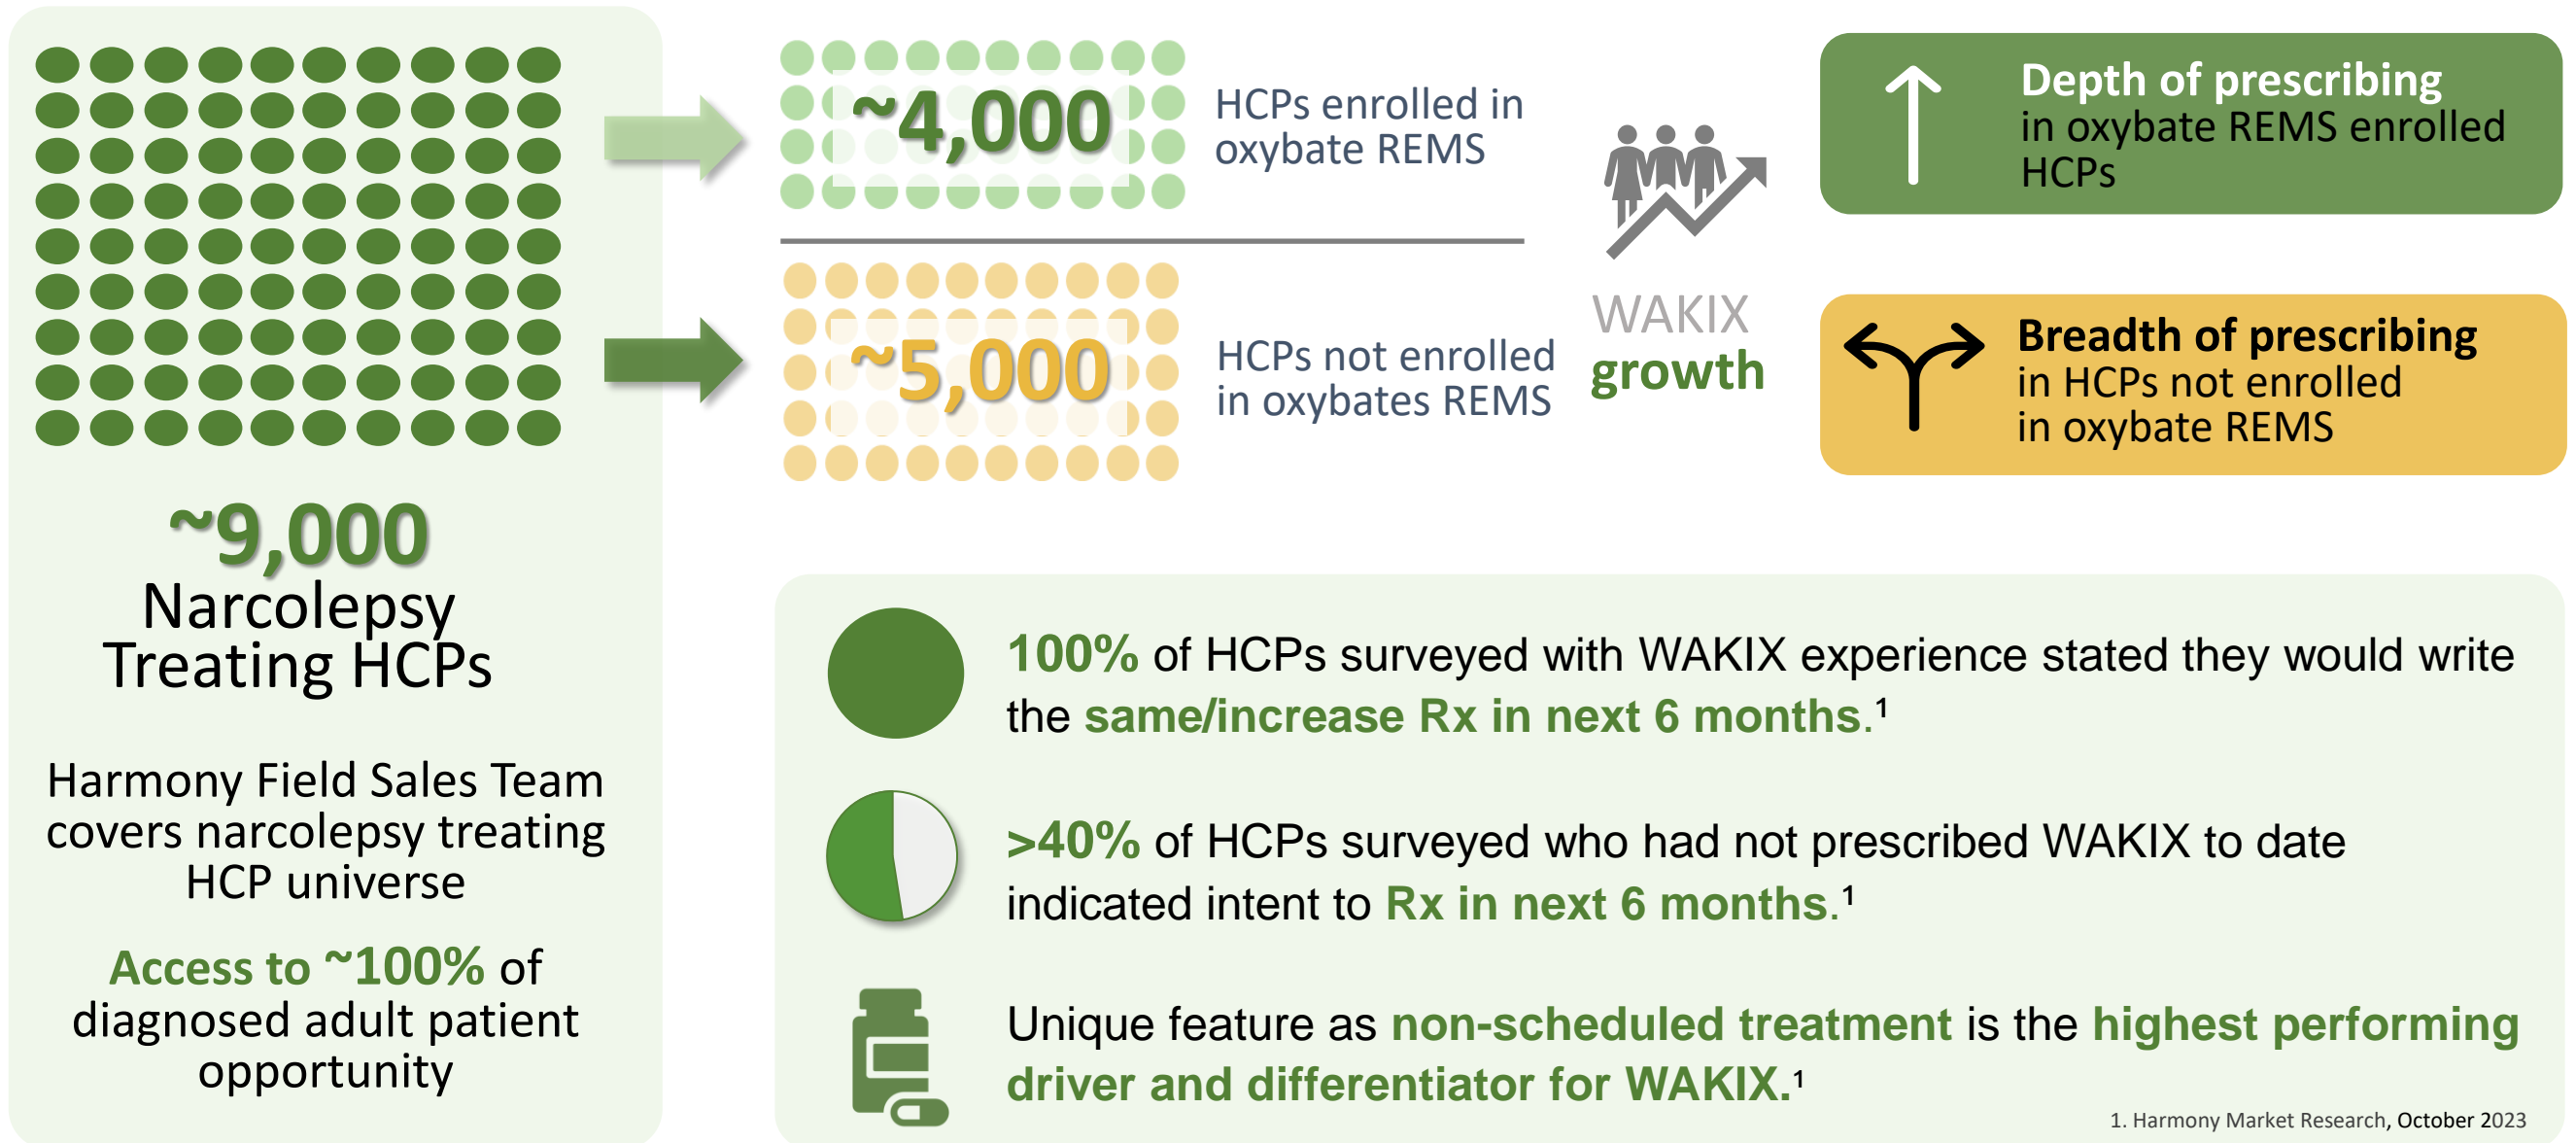 ~9,000
Narcolepsy
Treating HCPs
Harmony Field Sales Team
covers narcolepsy treating
HCP universe
Access to ~100% of
diagnosed adult patient
opportunity
~4,000
HCPs enrolled in
oxybate REMS
~5,000
HCPs not enrolled
in oxybates REMS
WAKIX
growth
Depth of prescribing
in oxybate REMS enrolled
HCPs
Breadth of prescribing
in HCPs not enrolled
in oxybate REMS
100% of HCPs surveyed with WAKIX experience stated they would write
the same/increase Rx in next 6 months.¹
>40% of HCPs surveyed who had not prescribed WAKIX to date
indicated intent to Rx in next 6 months.¹
Unique feature as non-scheduled treatment is the highest performing
driver and differentiator for WAKIX.¹
1. Harmony Market Research, October 2023